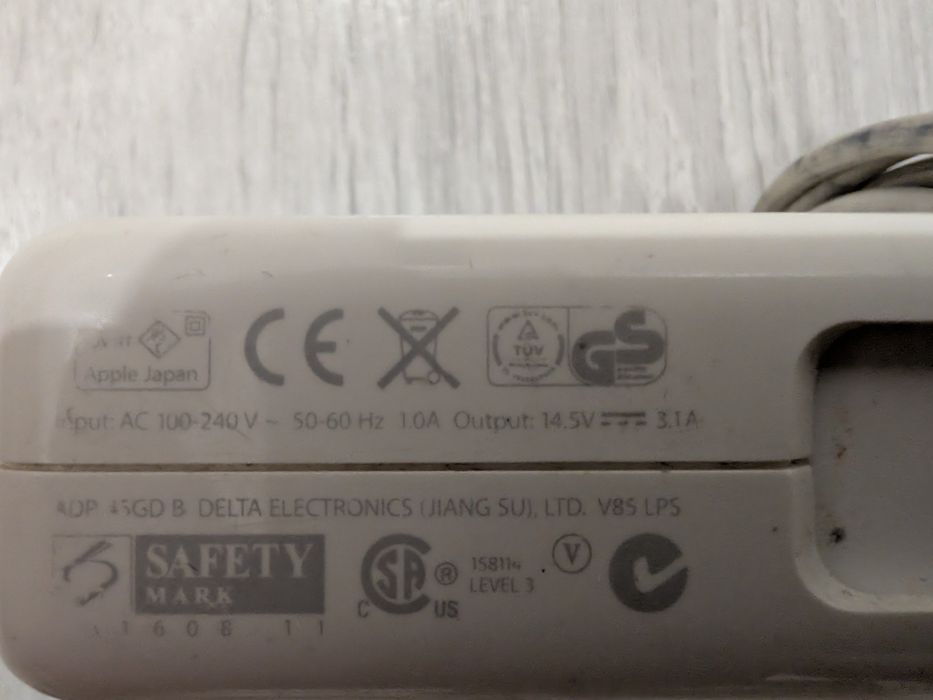 Apple Japan
CE
TÜV
GS
Input: AC 100-240 V ~ 50-60 Hz 1.0A Output: 14.5V 3.1A
ADP-45GD B DELTA ELECTRONICS (JIANG SU), LTD. V85 LPS
SAFETY
MARK
1608 11
C SA ® US
158114
LEVEL 3
V